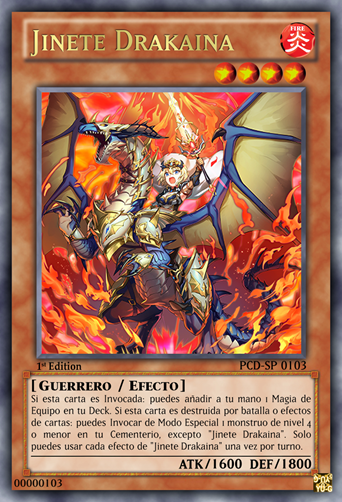 JINETE DRAKAINA
FIRE
炎
1st Edition
PCD-SP 0103
[ GUERRERO / EFECTO ]
Si esta carta es Invocada: puedes añadir a tu mano 1 Magia de
Equipo en tu Deck. Si esta carta es destruida por batalla o efectos
de cartas: puedes Invocar de Modo Especial 1 monstruo de nivel 4
o menor en tu Cementerio, excepto "Jinete Drakaina". Solo
puedes usar cada efecto de "Jinete Drakaina" una vez por turno.
ATK/1600 DEF/1800
00000103